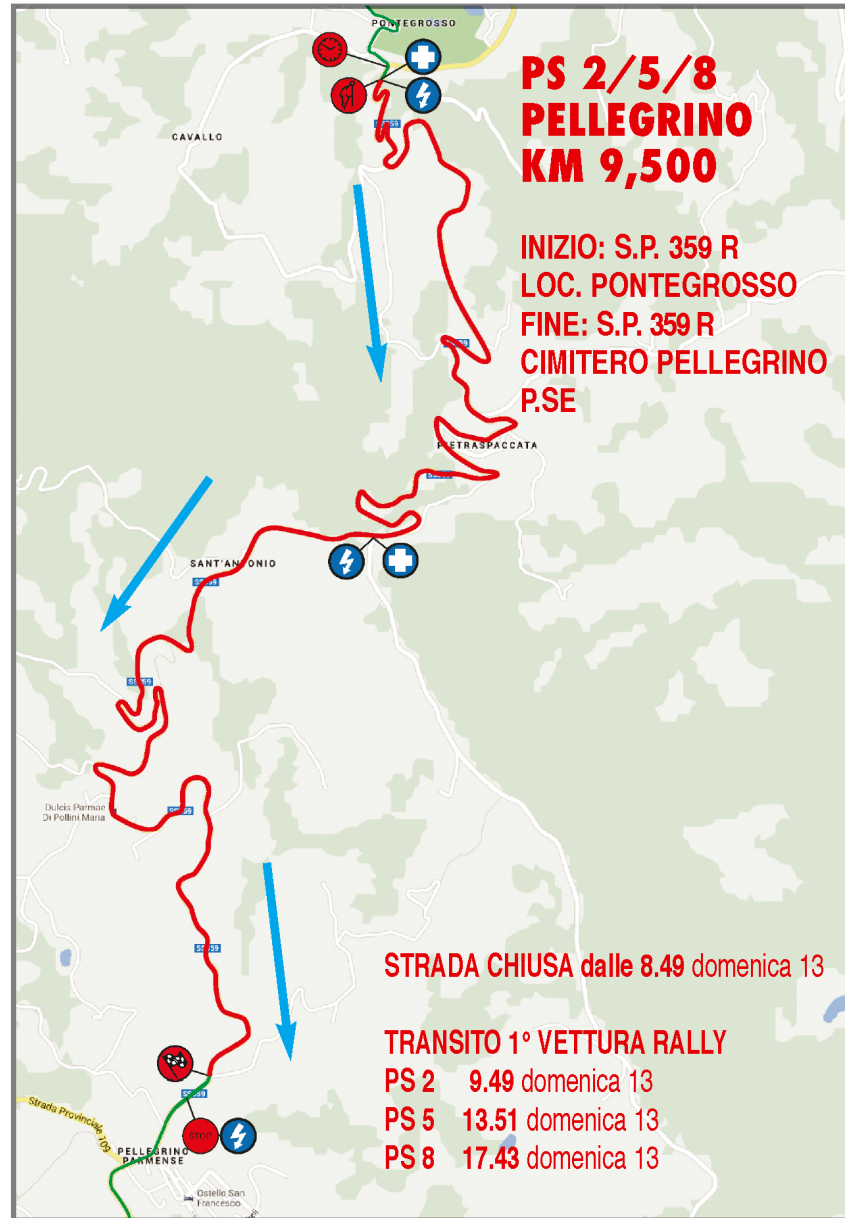 PONTEGROSSO
PS 2/5/8
PELLEGRINO
KM 9,500
CAVALLO
INIZIO: S.P. 359 R
LOC. PONTEGROSSO
FINE: S.P. 359 R
CIMITERO PELLEGRINO
P.SE
PIETRASPACCATA
SANT'ANTONIO
Dulcis Parmae
Di Pollini Maria
STRADA CHIUSA dalle 8.49 domenica 13
TRANSITO 1° VETTURA RALLY
PS 2 9.49 domenica 13
PS 5 13.51 domenica 13
PS 8 17.43 domenica 13
Strada Provinciale 109
STOP
PELLEGRINO
PARMENSE
Ostello San
Francesco